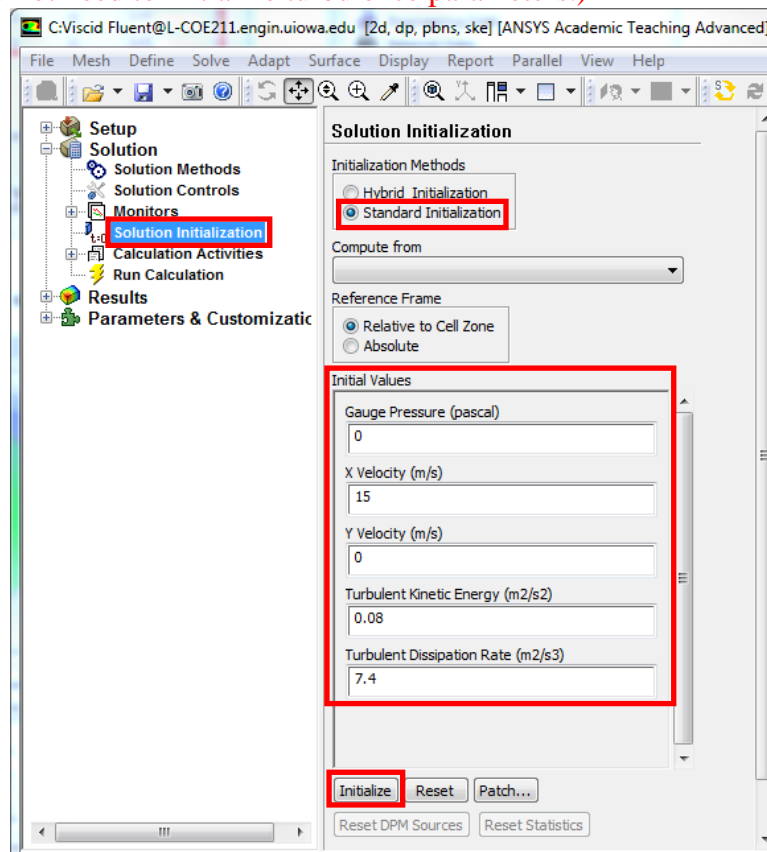 C:Viscid Fluent@L-COE211.engin.uiowa.edu [2d, dp, pbns, ske] [ANSYS Academic Teaching Advanced]
File Mesh Define Solve Adapt Surface Display Report Parallel View Help
Setup
Solution
Solution Methods
Solution Controls
Monitors
Solution Initialization
Calculation Activities
Run Calculation
Results
Parameters & Customizatic
Solution Initialization
Initialization Methods
Hybrid Initialization
Standard Initialization
Compute from
Reference Frame
Relative to Cell Zone
Absolute
Initial Values
Gauge Pressure (pascal)
0
X Velocity (m/s)
15
Y Velocity (m/s)
0
Turbulent Kinetic Energy (m2/s2)
0.08
Turbulent Dissipation Rate (m2/s3)
7.4
Initialize Reset Patch...
Reset DPM Sources Reset Statistics